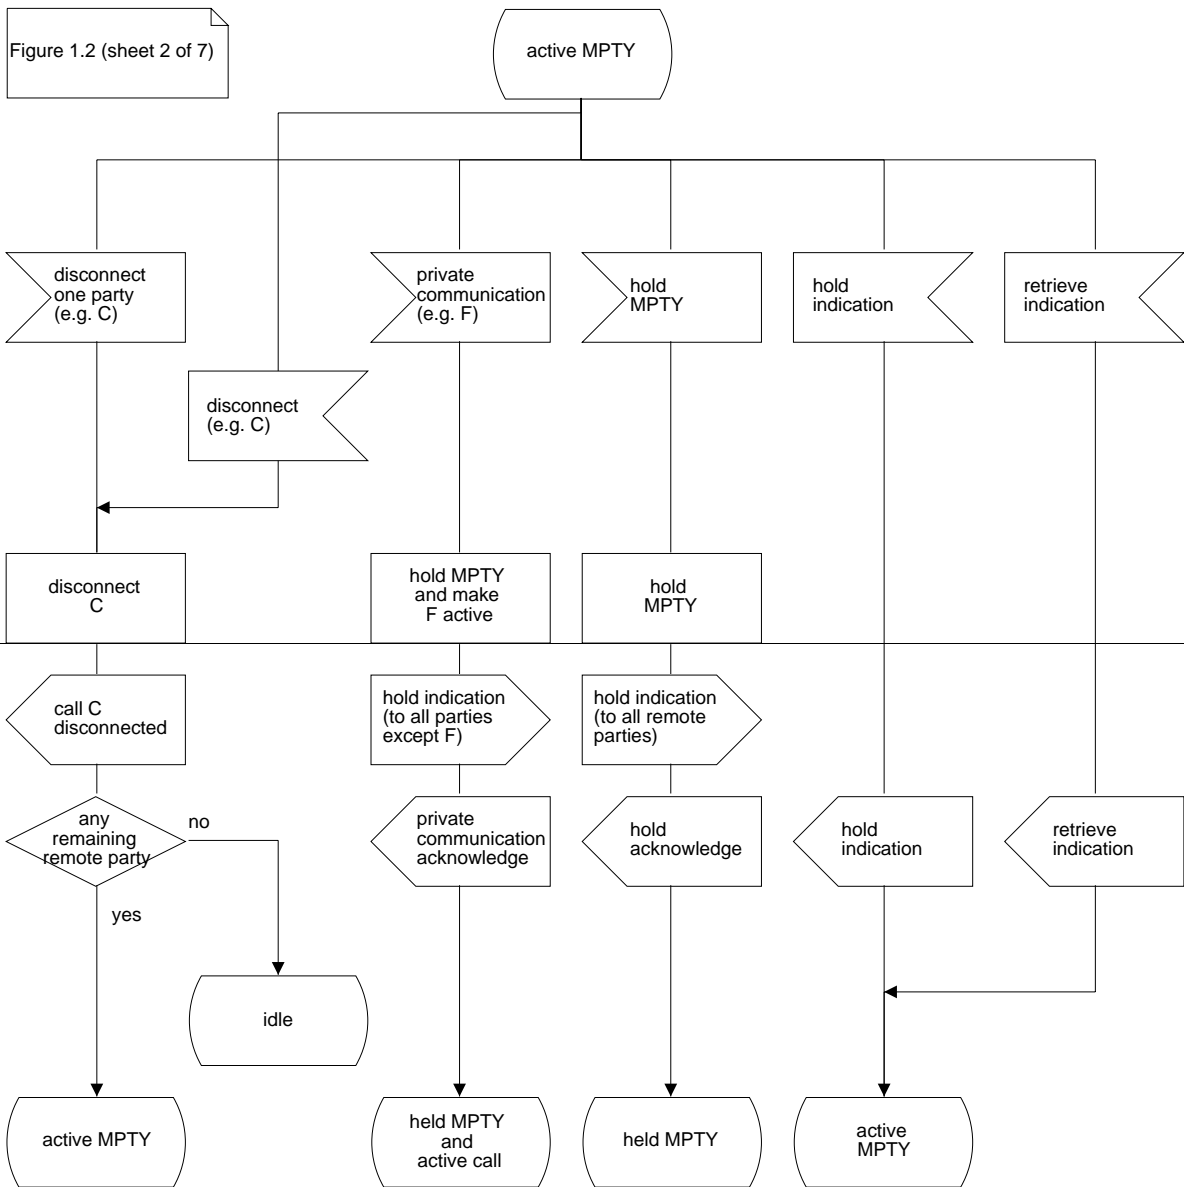 Figure 1.2 (sheet 2 of 7)
active MPTY
disconnect
one party
(e.g. C)
private
communication
(e.g. F)
hold
MPTY
hold
indication
retrieve
indication
disconnect
(e.g. C)
disconnect
C
hold MPTY
and make
F active
hold
MPTY
call C
disconnected
hold indication
(to all parties
except F)
hold indication
(to all remote
parties)
any
remaining
remote party
no
yes
private
communication
acknowledge
hold
acknowledge
hold
indication
retrieve
indication
idle
active MPTY
held MPTY
and
active call
held MPTY
active
MPTY